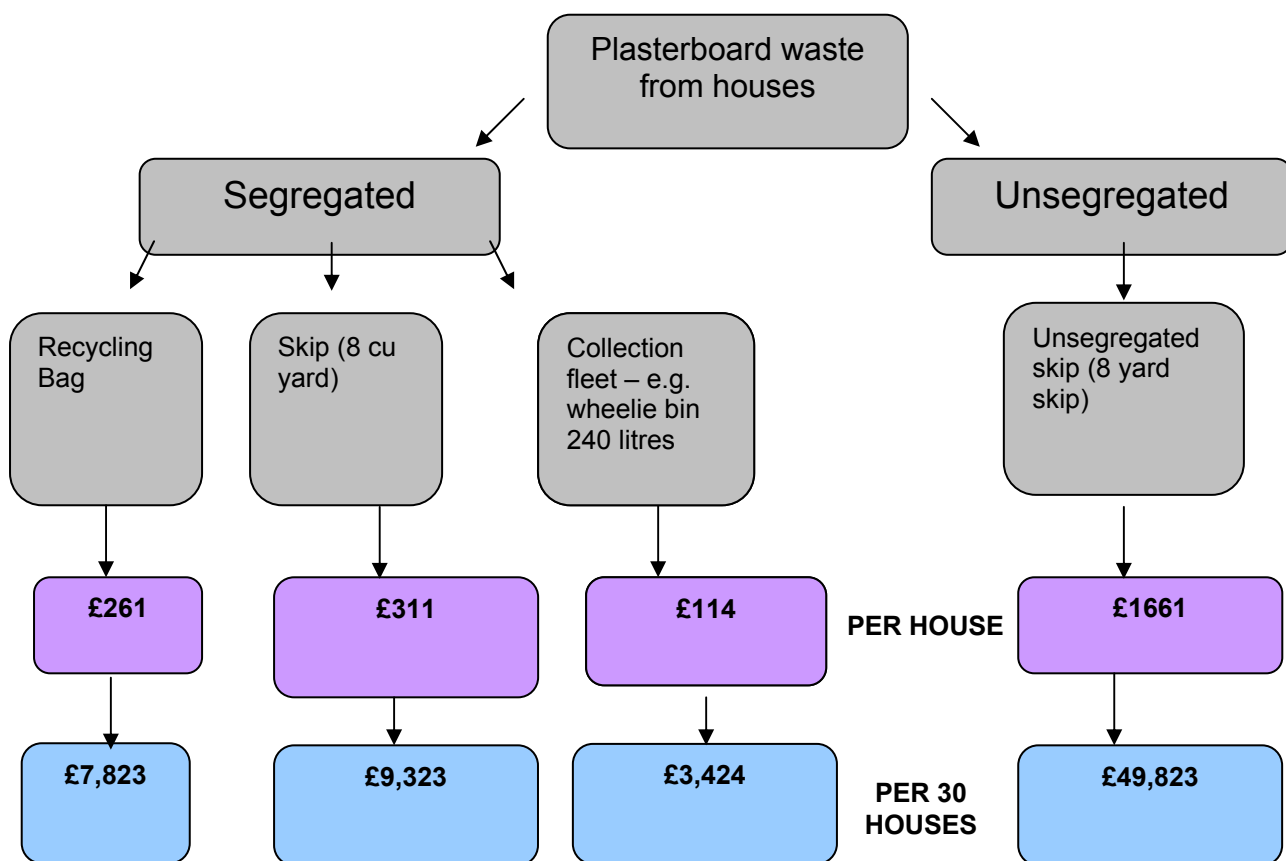 Plasterboard waste
from houses
Segregated
Unsegregated
Recycling
Bag
Skip (8 cu
yard)
Collection
fleet – e.g.
wheelie bin
240 litres
Unsegregated
skip (8 yard
skip)
£261
£311
£114
PER HOUSE
£1661
£7,823
£9,323
£3,424
PER 30
HOUSES
£49,823